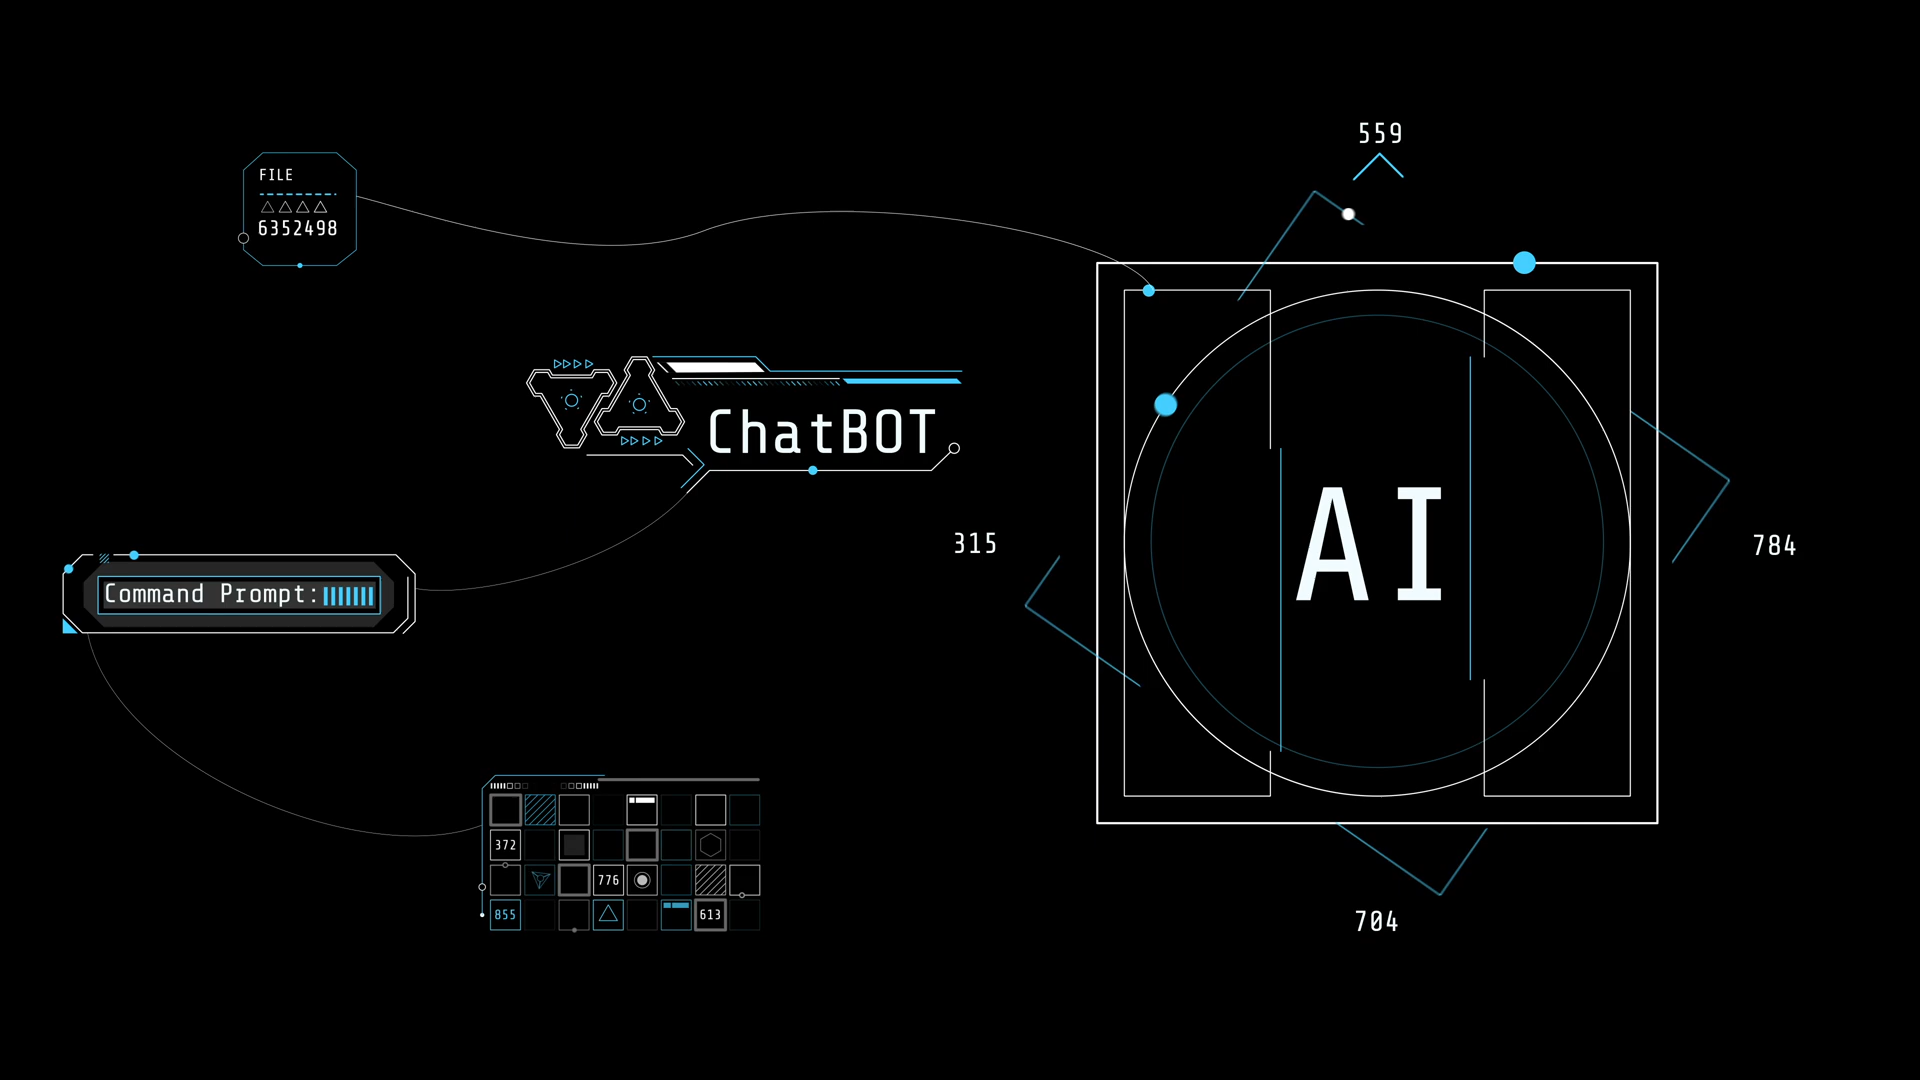 559
FILE
6352498
ChatBOT
AI
315
784
Command Prompt:
372
776
855
613
704